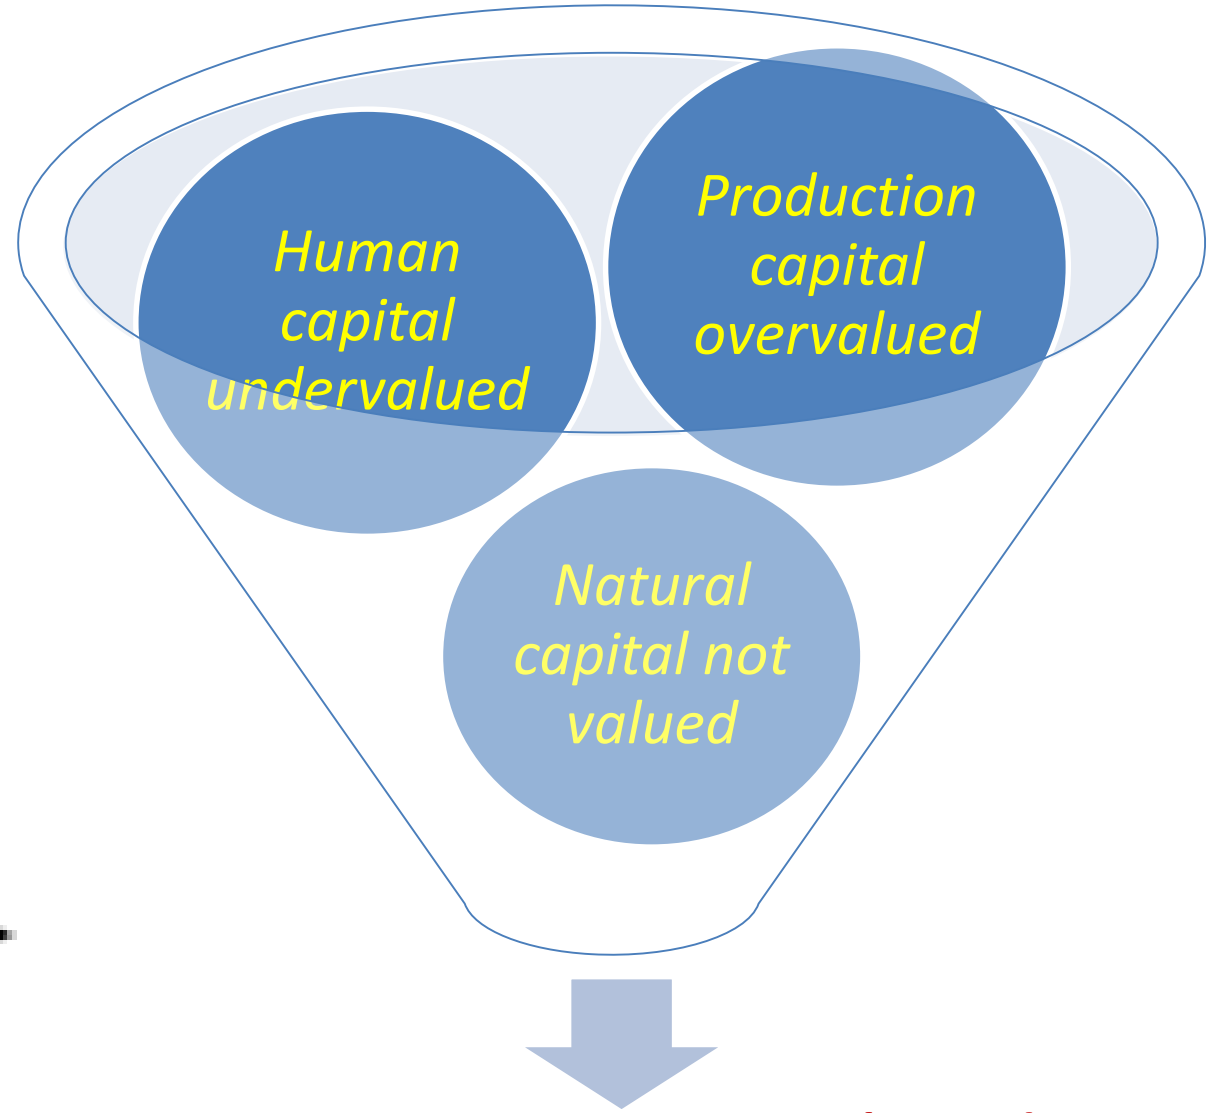 Human
capital
undervalued
Production
capital
overvalued
Natural
capital not
valued